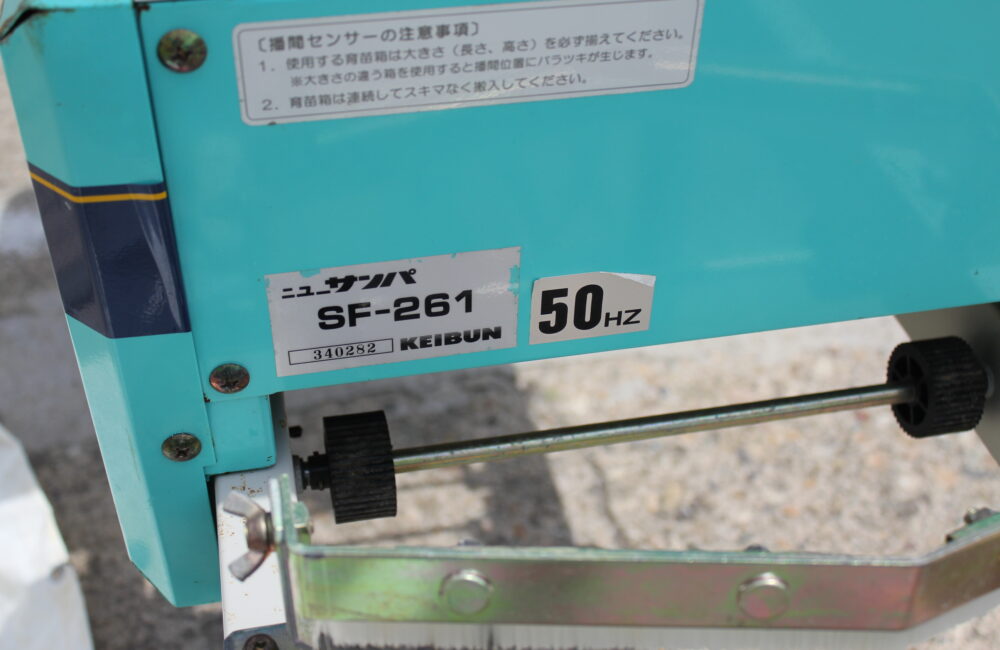 〔播間センサーの注意事項〕
1. 使用する育苗箱は大きさ（長さ、高さ）を必ず揃えてください。
※大きさの違う箱を使用すると播間位置にバラツキが生じます。
2. 育苗箱は連続してスキマなく搬入してください。
ニューサンパ
SF-261
340282 KEIBUN
50HZ